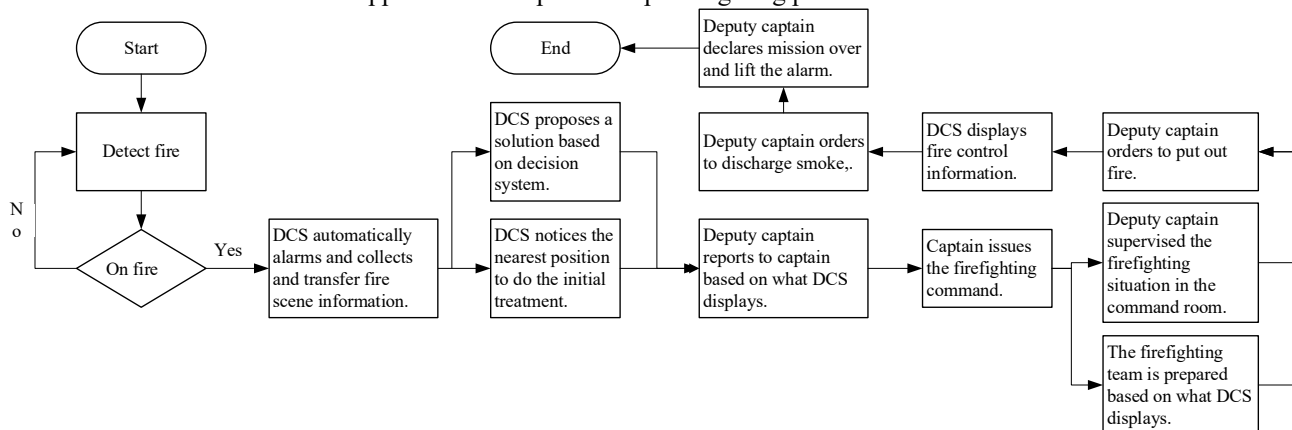 Start
End
Deputy captain
declares mission over
and lift the alarm.
Detect fire
DCS proposes a
solution based
on decision
system.
Deputy captain orders
to discharge smoke,.
DCS displays
fire control
information.
Deputy captain
orders to put out
fire.
N
o
On fire
Yes
DCS automatically
alarms and collects
and transfer fire
scene information.
DCS notices the
nearest position
to do the initial
treatment.
Deputy captain
reports to captain
based on what DCS
displays.
Captain issues
the firefighting
command.
Deputy captain
supervised the
firefighting
situation in the
command room.
The firefighting
team is prepared
based on what DCS
displays.